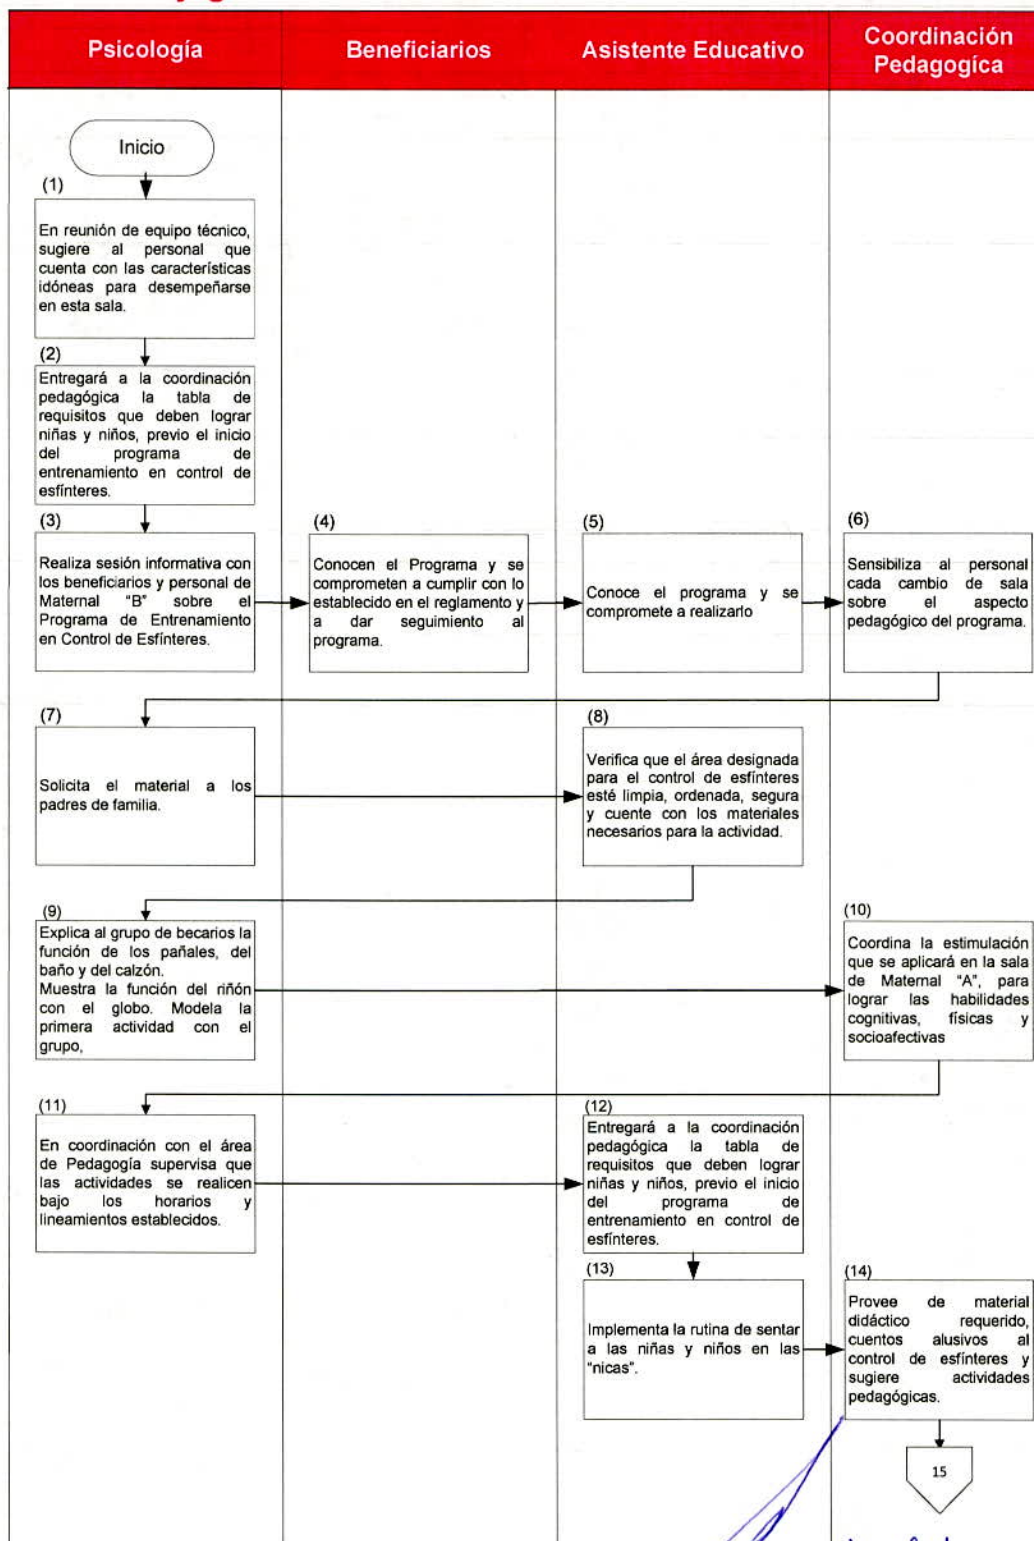 Psicología
Beneficiarios
Asistente Educativo
Coordinación
Pedagogíca
Inicio
(1)
En reunión de equipo técnico,
sugiere al personal que
cuenta con las características
idóneas para desempeñarse
en esta sala.
(2)
Entregará a la coordinación
pedagógica la tabla de
requisitos que deben lograr
niñas y niños, previo el inicio
del programa de
entrenamiento en control de
esfínteres.
(3)
Realiza sesión informativa con
los beneficiarios y personal de
Maternal "B" sobre el
Programa de Entrenamiento
en Control de Esfínteres.
(4)
Conocen el Programa y se
comprometen a cumplir con lo
establecido en el reglamento y
a dar seguimiento al
programa.
(5)
Conoce el programa y se
compromete a realizarlo
(6)
Sensibiliza al personal
cada cambio de sala
sobre el aspecto
pedagógico del programa.
(7)
Solicita el material a los
padres de familia.
(8)
Verifica que el área designada
para el control de esfínteres
esté limpia, ordenada, segura
y cuente con los materiales
necesarios para la actividad.
(9)
Explica al grupo de becarios la
función de los pañales, del
baño y del calzón.
Muestra la función del riñón
con el globo. Modela la
primera actividad con el
grupo,
(10)
Coordina la estimulación
que se aplicará en la sala
de Maternal "A", para
lograr las habilidades
cognitivas, físicas y
socioafectivas
(11)
En coordinación con el área
de Pedagogía supervisa que
las actividades se realicen
bajo los horarios y
lineamientos establecidos.
(12)
Entregará a la coordinación
pedagógica la tabla de
requisitos que deben lograr
niñas y niños, previo el inicio
del programa de
entrenamiento en control de
esfínteres.
(13)
Implementa la rutina de sentar
a las niñas y niños en las
"nicas".
(14)
Provee de material
didáctico requerido,
cuentos alusivos al
control de esfínteres y
sugiere actividades
pedagógicas.
15